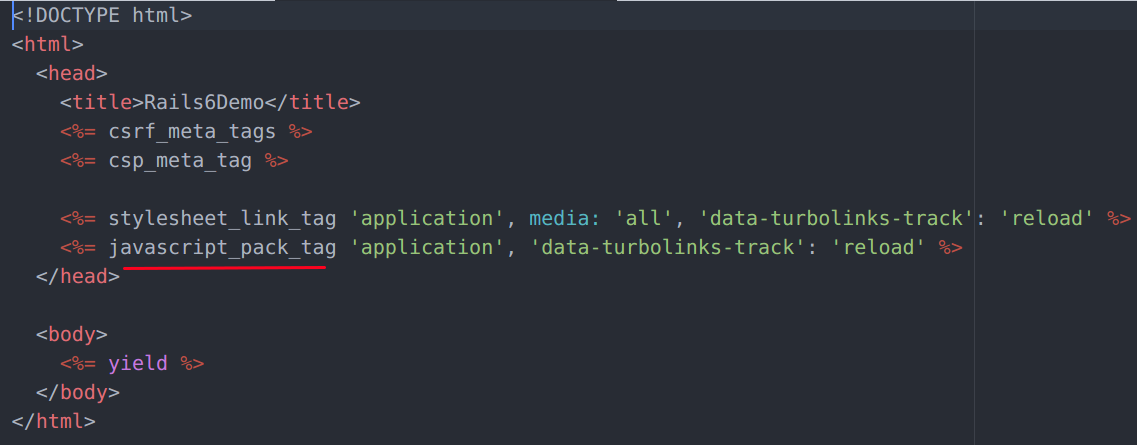 <!DOCTYPE html>
<html>
<head>
<title>Rails6Demo</title>
<%= csrf_meta_tags %>
<%= csp_meta_tag %>
<%= stylesheet_link_tag 'application', media: 'all', 'data-turbolinks-track': 'reload' %>
<%= javascript_pack_tag 'application', 'data-turbolinks-track': 'reload' %>
</head>
<body>
<%= yield %>
</body>
</html>